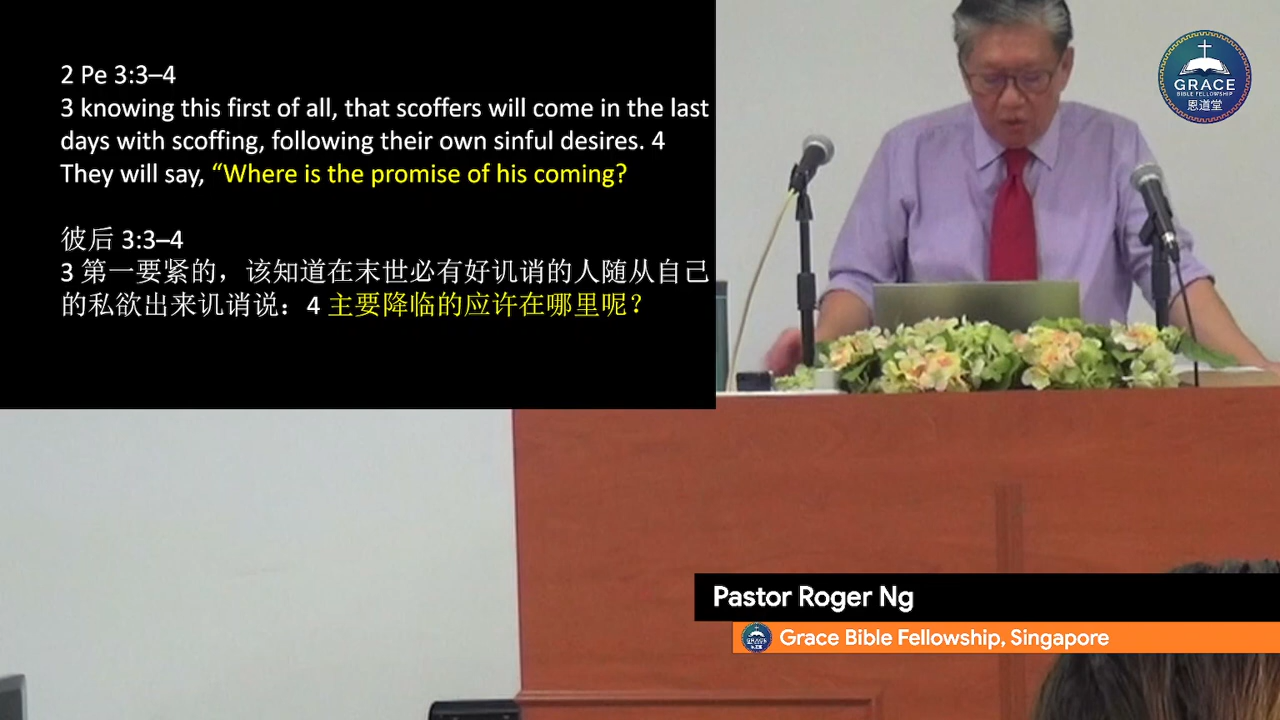 2 Pe 3:3–4
3 knowing this first of all, that scoffers will come in the last
days with scoffing, following their own sinful desires. 4
They will say, “Where is the promise of his coming?
彼后 3:3–4
3 第一要紧的，该知道在末世必有好讥诮的人随从自己
的私欲出来讥诮说：4 主要降临的应许在哪里呢？
GRACE
BIBLE FELLOWSHIP
恩道堂
Pastor Roger Ng
GRACE
Grace Bible Fellowship, Singapore